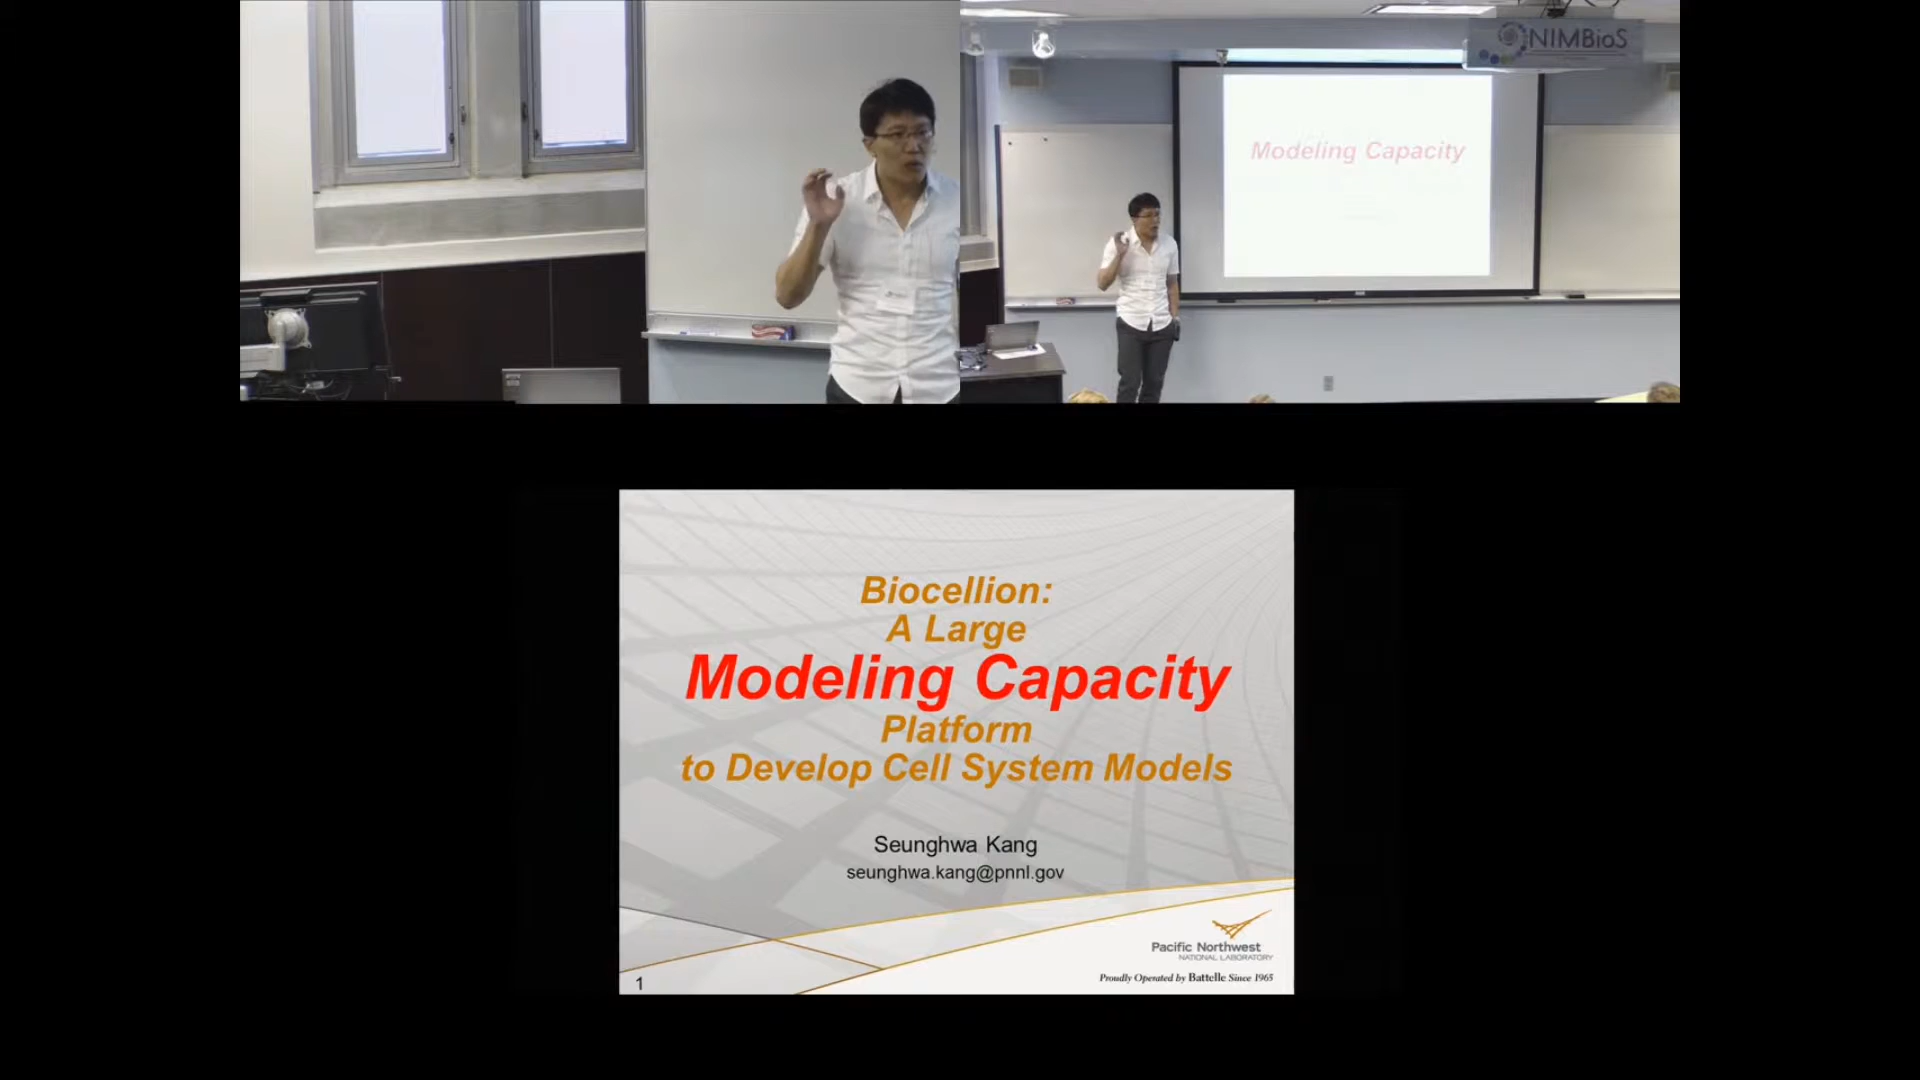 NIMBioS
Modeling Capacity
Biocellion:
A Large
Modeling Capacity
Platform
to Develop Cell System Models
Seunghwa Kang
seunghwa.kang@pnnl.gov
Pacific Northwest
NATIONAL LABORATORY
Proudly Operated by Battelle Since 1965
1